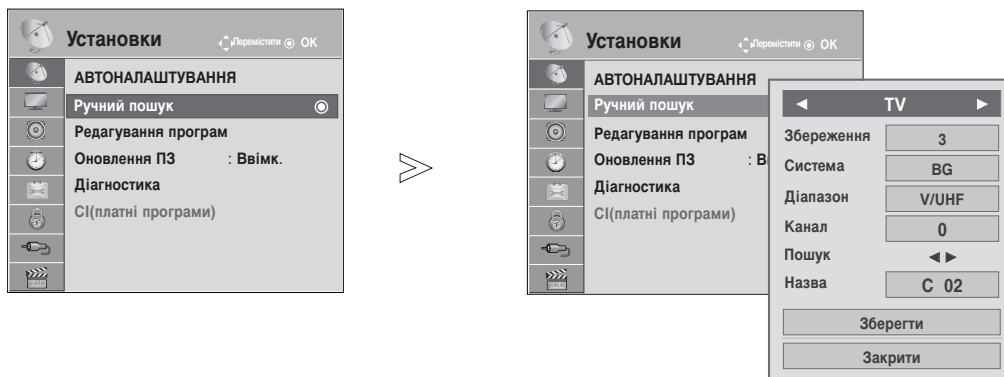 Установки Перемістити OK
АВТОНАЛАШТУВАННЯ
Ручний пошук
Редагування програм
Оновлення ПЗ : Ввімк.
Діагностика
CI(платні програми)
Установки Перемістити OK
АВТОНАЛАШТУВАННЯ
Ручний пошук
Редагування програм
Оновлення ПЗ : В
Діагностика
CI(платні програми)
◄ TV ►
Збереження 3
Система BG
Діапазон V/UHF
Канал 0
Пошук ◄ ►
Назва C 02
Зберегти
Закрити